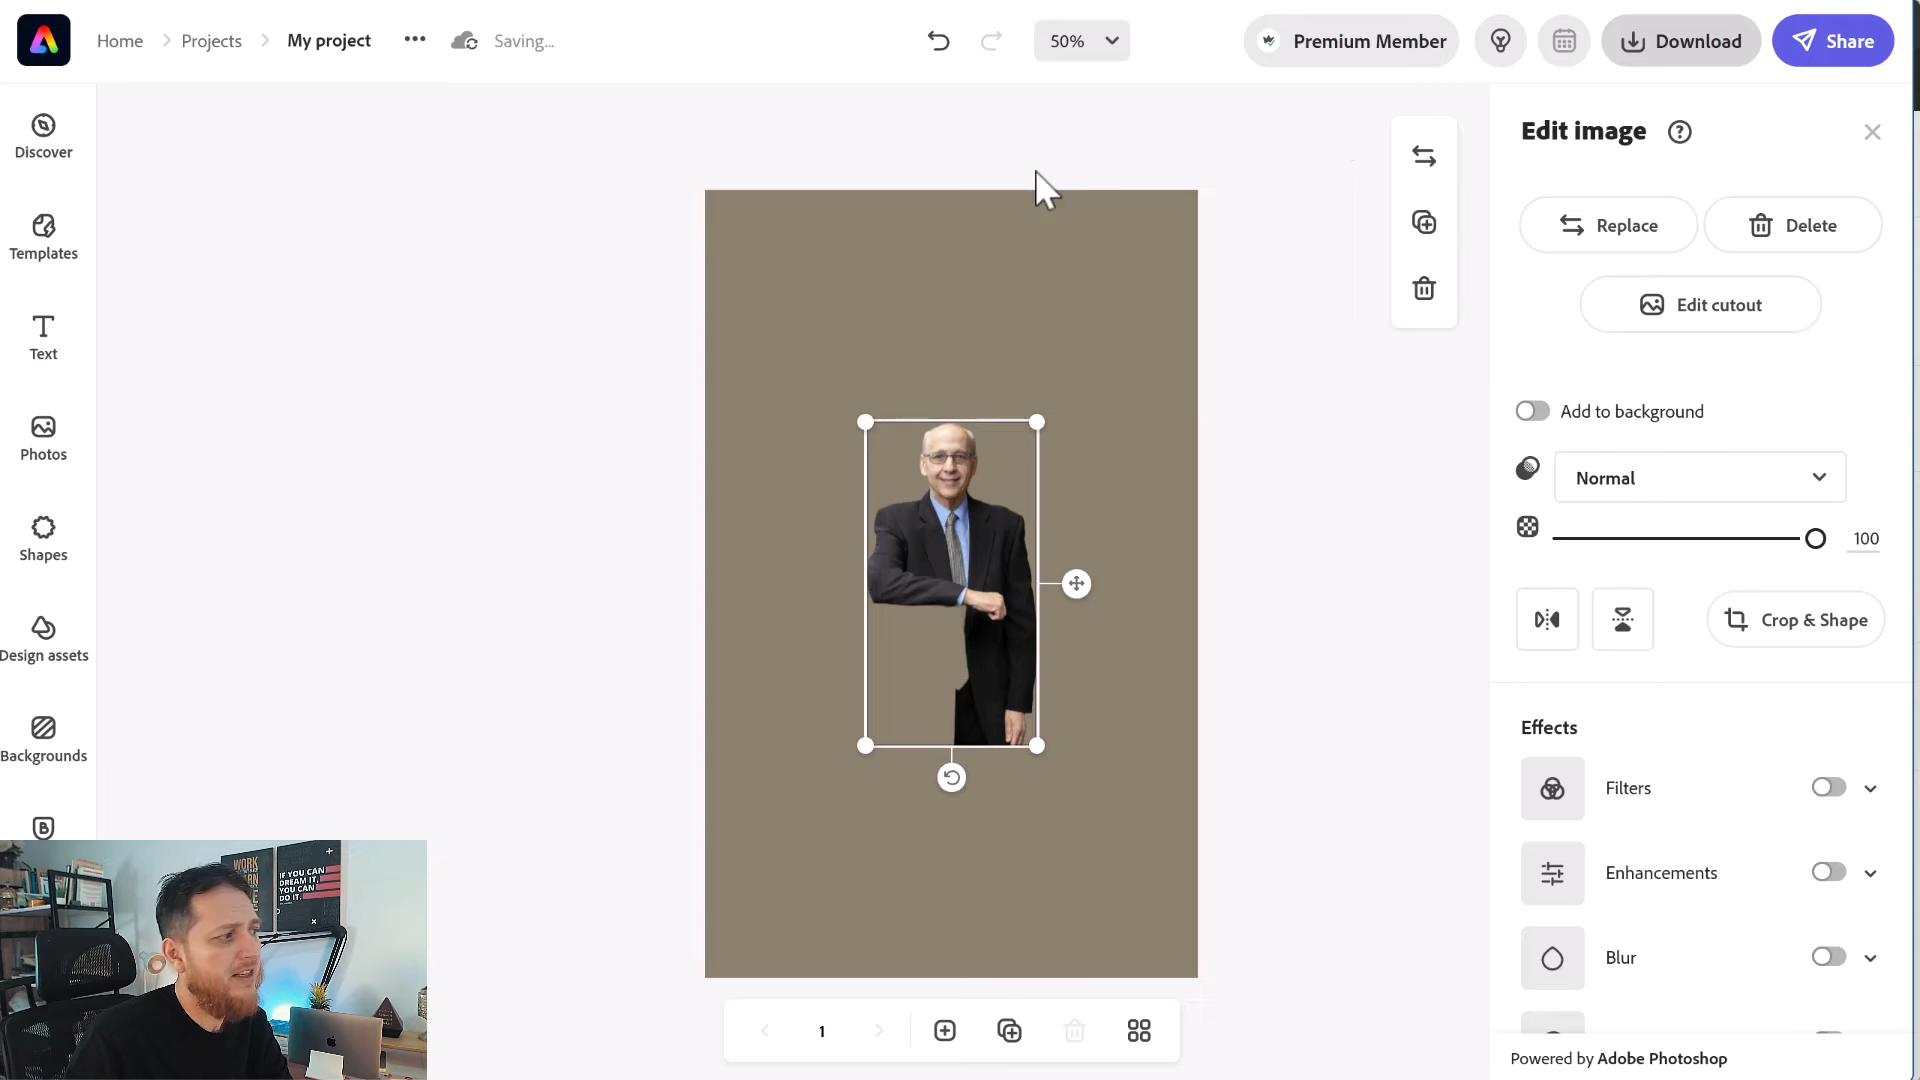 Home
Projects
My project
Saving...
50%
Premium Member
Download
Share
Discover
Templates
Text
Photos
Shapes
Design assets
Backgrounds
Edit image
Replace
Delete
Edit cutout
Add to background
Normal
100
Crop & Shape
Effects
Filters
Enhancements
Blur
Powered by Adobe Photoshop
1
WORK
IF YOU CAN
DREAM IT,
YOU CAN
DO IT.